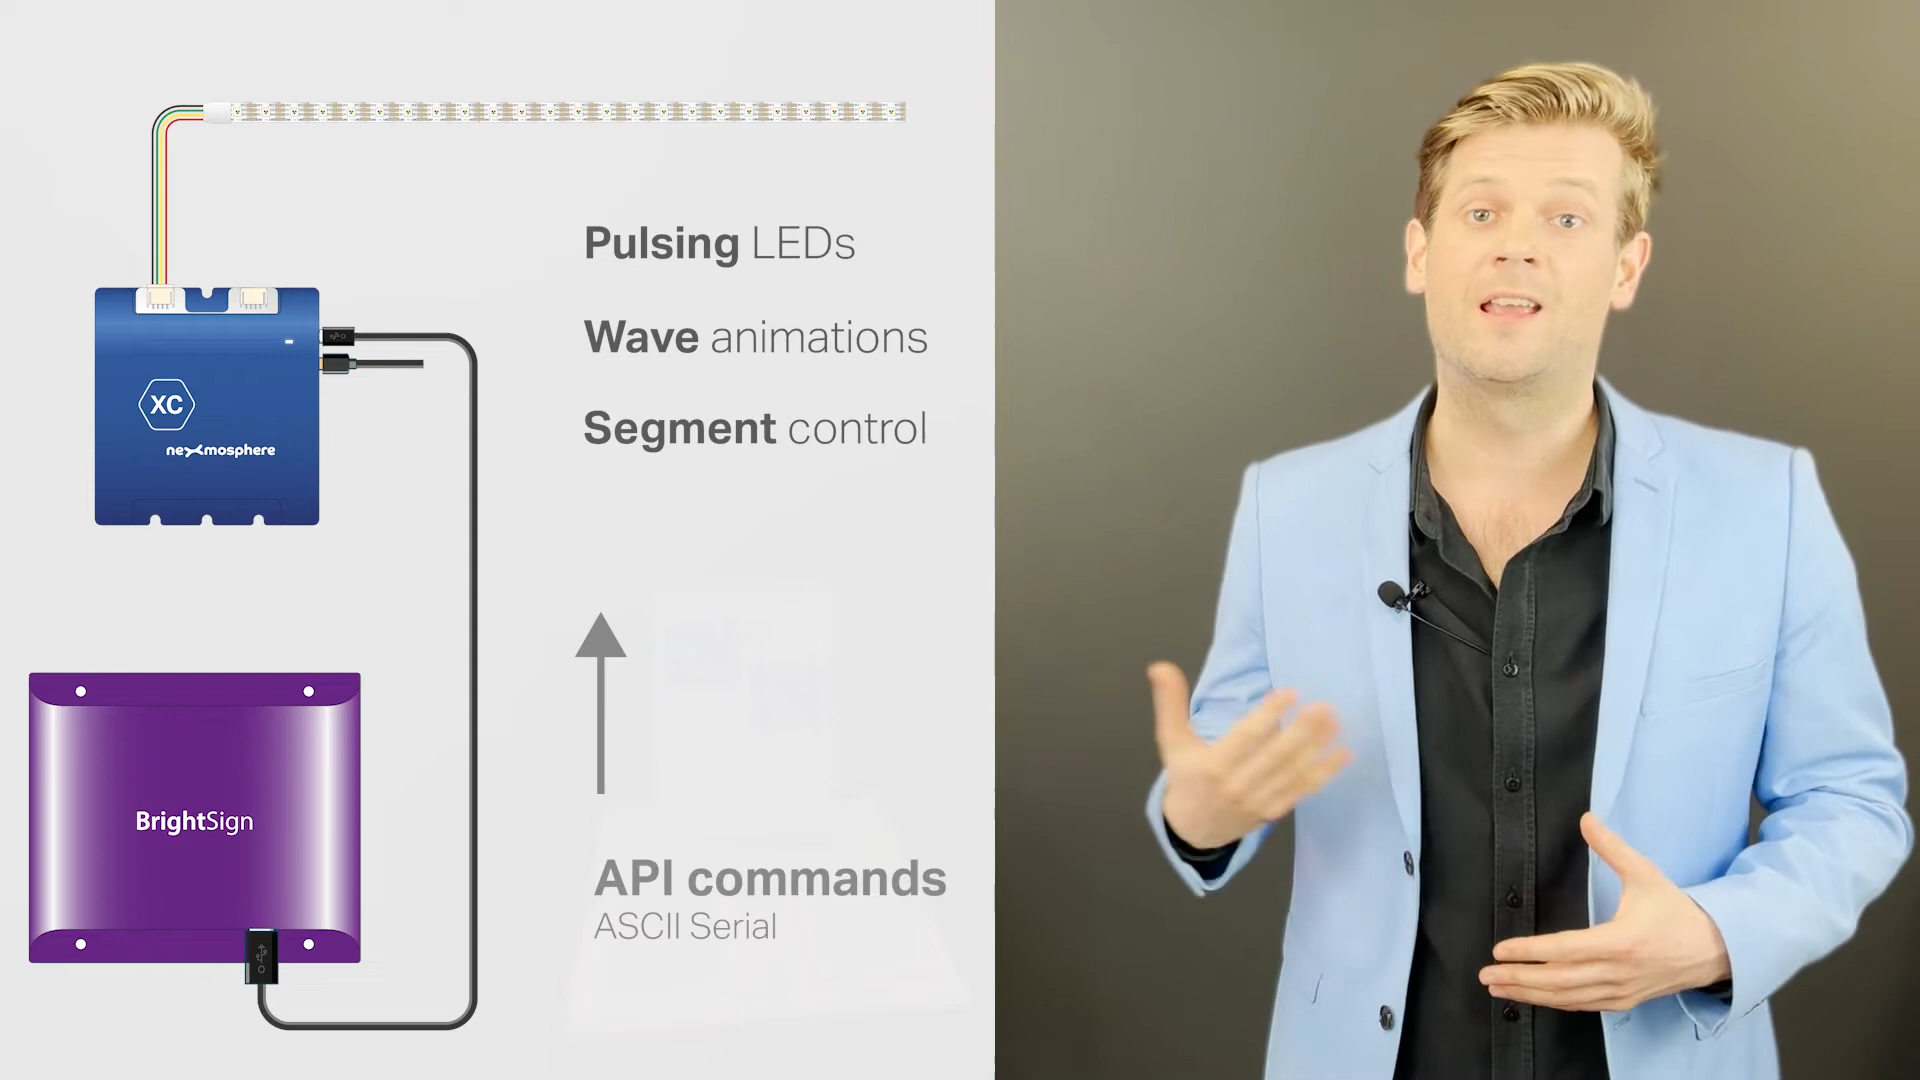 Pulsing LEDs
Wave animations
Segment control
XC
nexmosphere
BrightSign
API commands
ASCII Serial